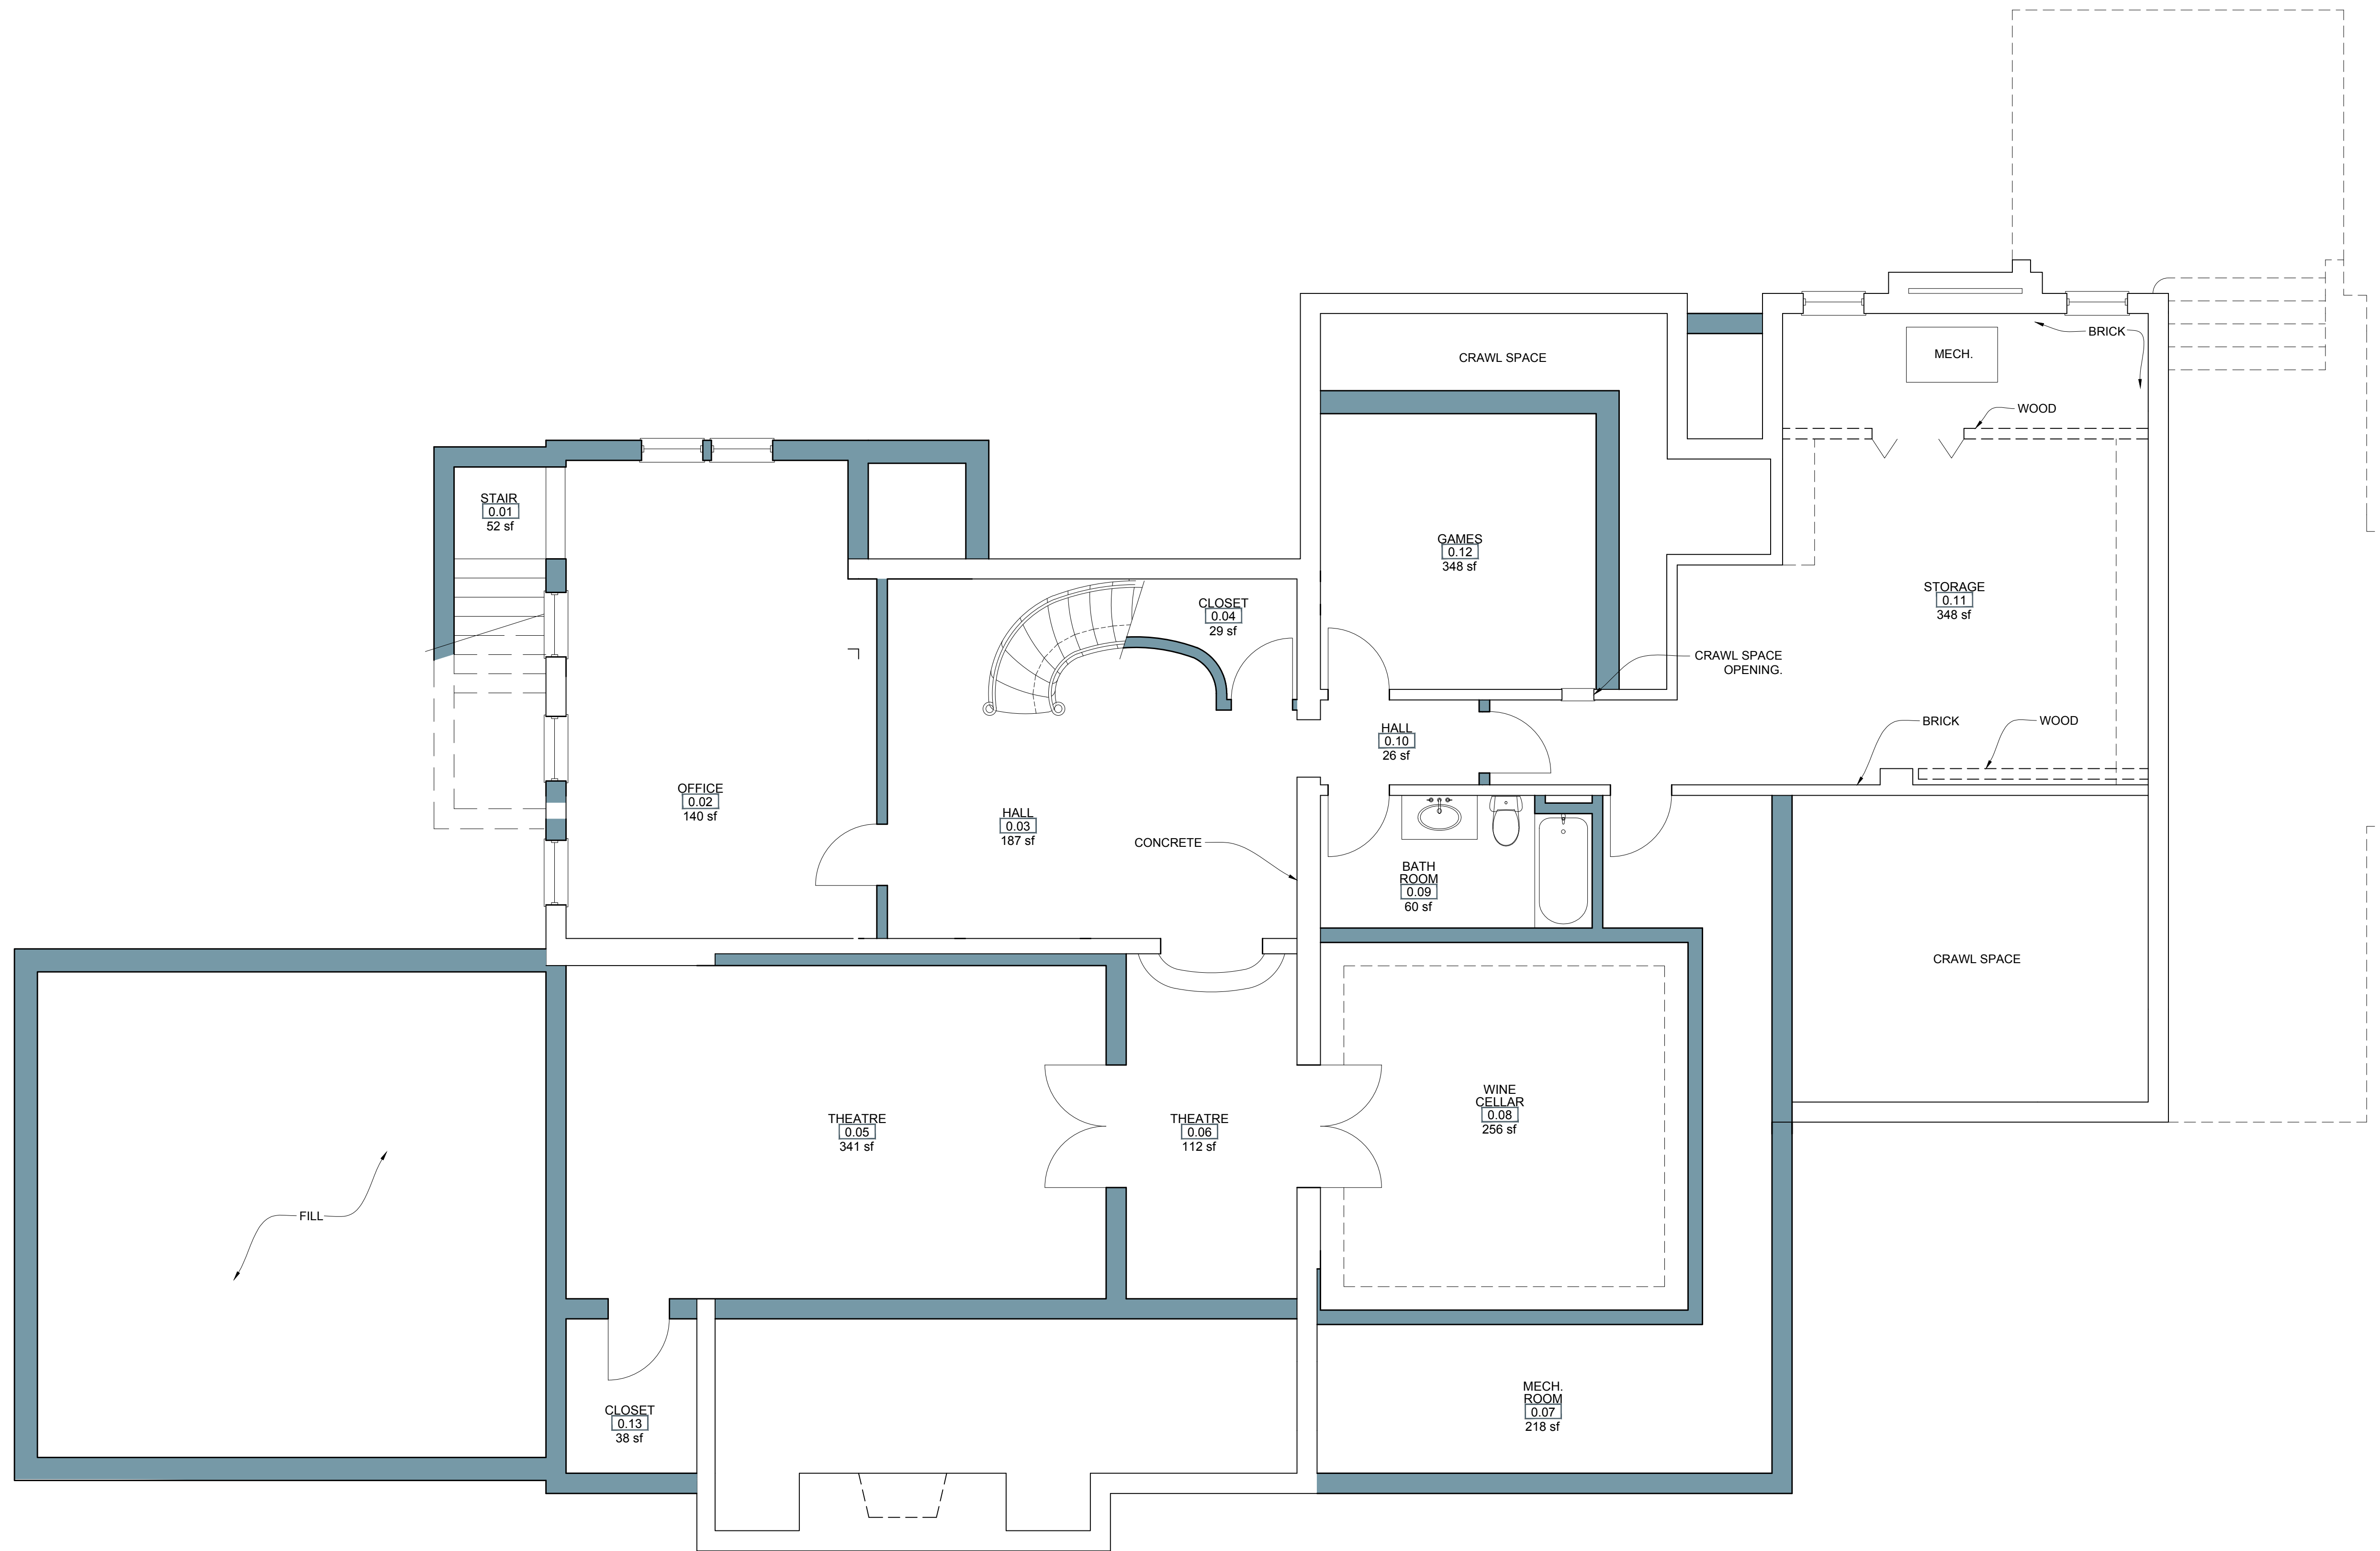 BRICK
CRAWL SPACE
MECH.
WOOD
STAIR
0.01
52 sf
GAMES
0.12
348 sf
STORAGE
0.11
348 sf
CLOSET
0.04
29 sf
CRAWL SPACE
OPENING.
BRICK
WOOD
HALL
0.10
26 sf
OFFICE
0.02
140 sf
HALL
0.03
187 sf
CONCRETE
BATH
ROOM
0.09
60 sf
CRAWL SPACE
WINE
CELLAR
0.08
256 sf
THEATRE
0.05
341 sf
THEATRE
0.06
112 sf
FILL
MECH.
ROOM
0.07
218 sf
CLOSET
0.13
38 sf